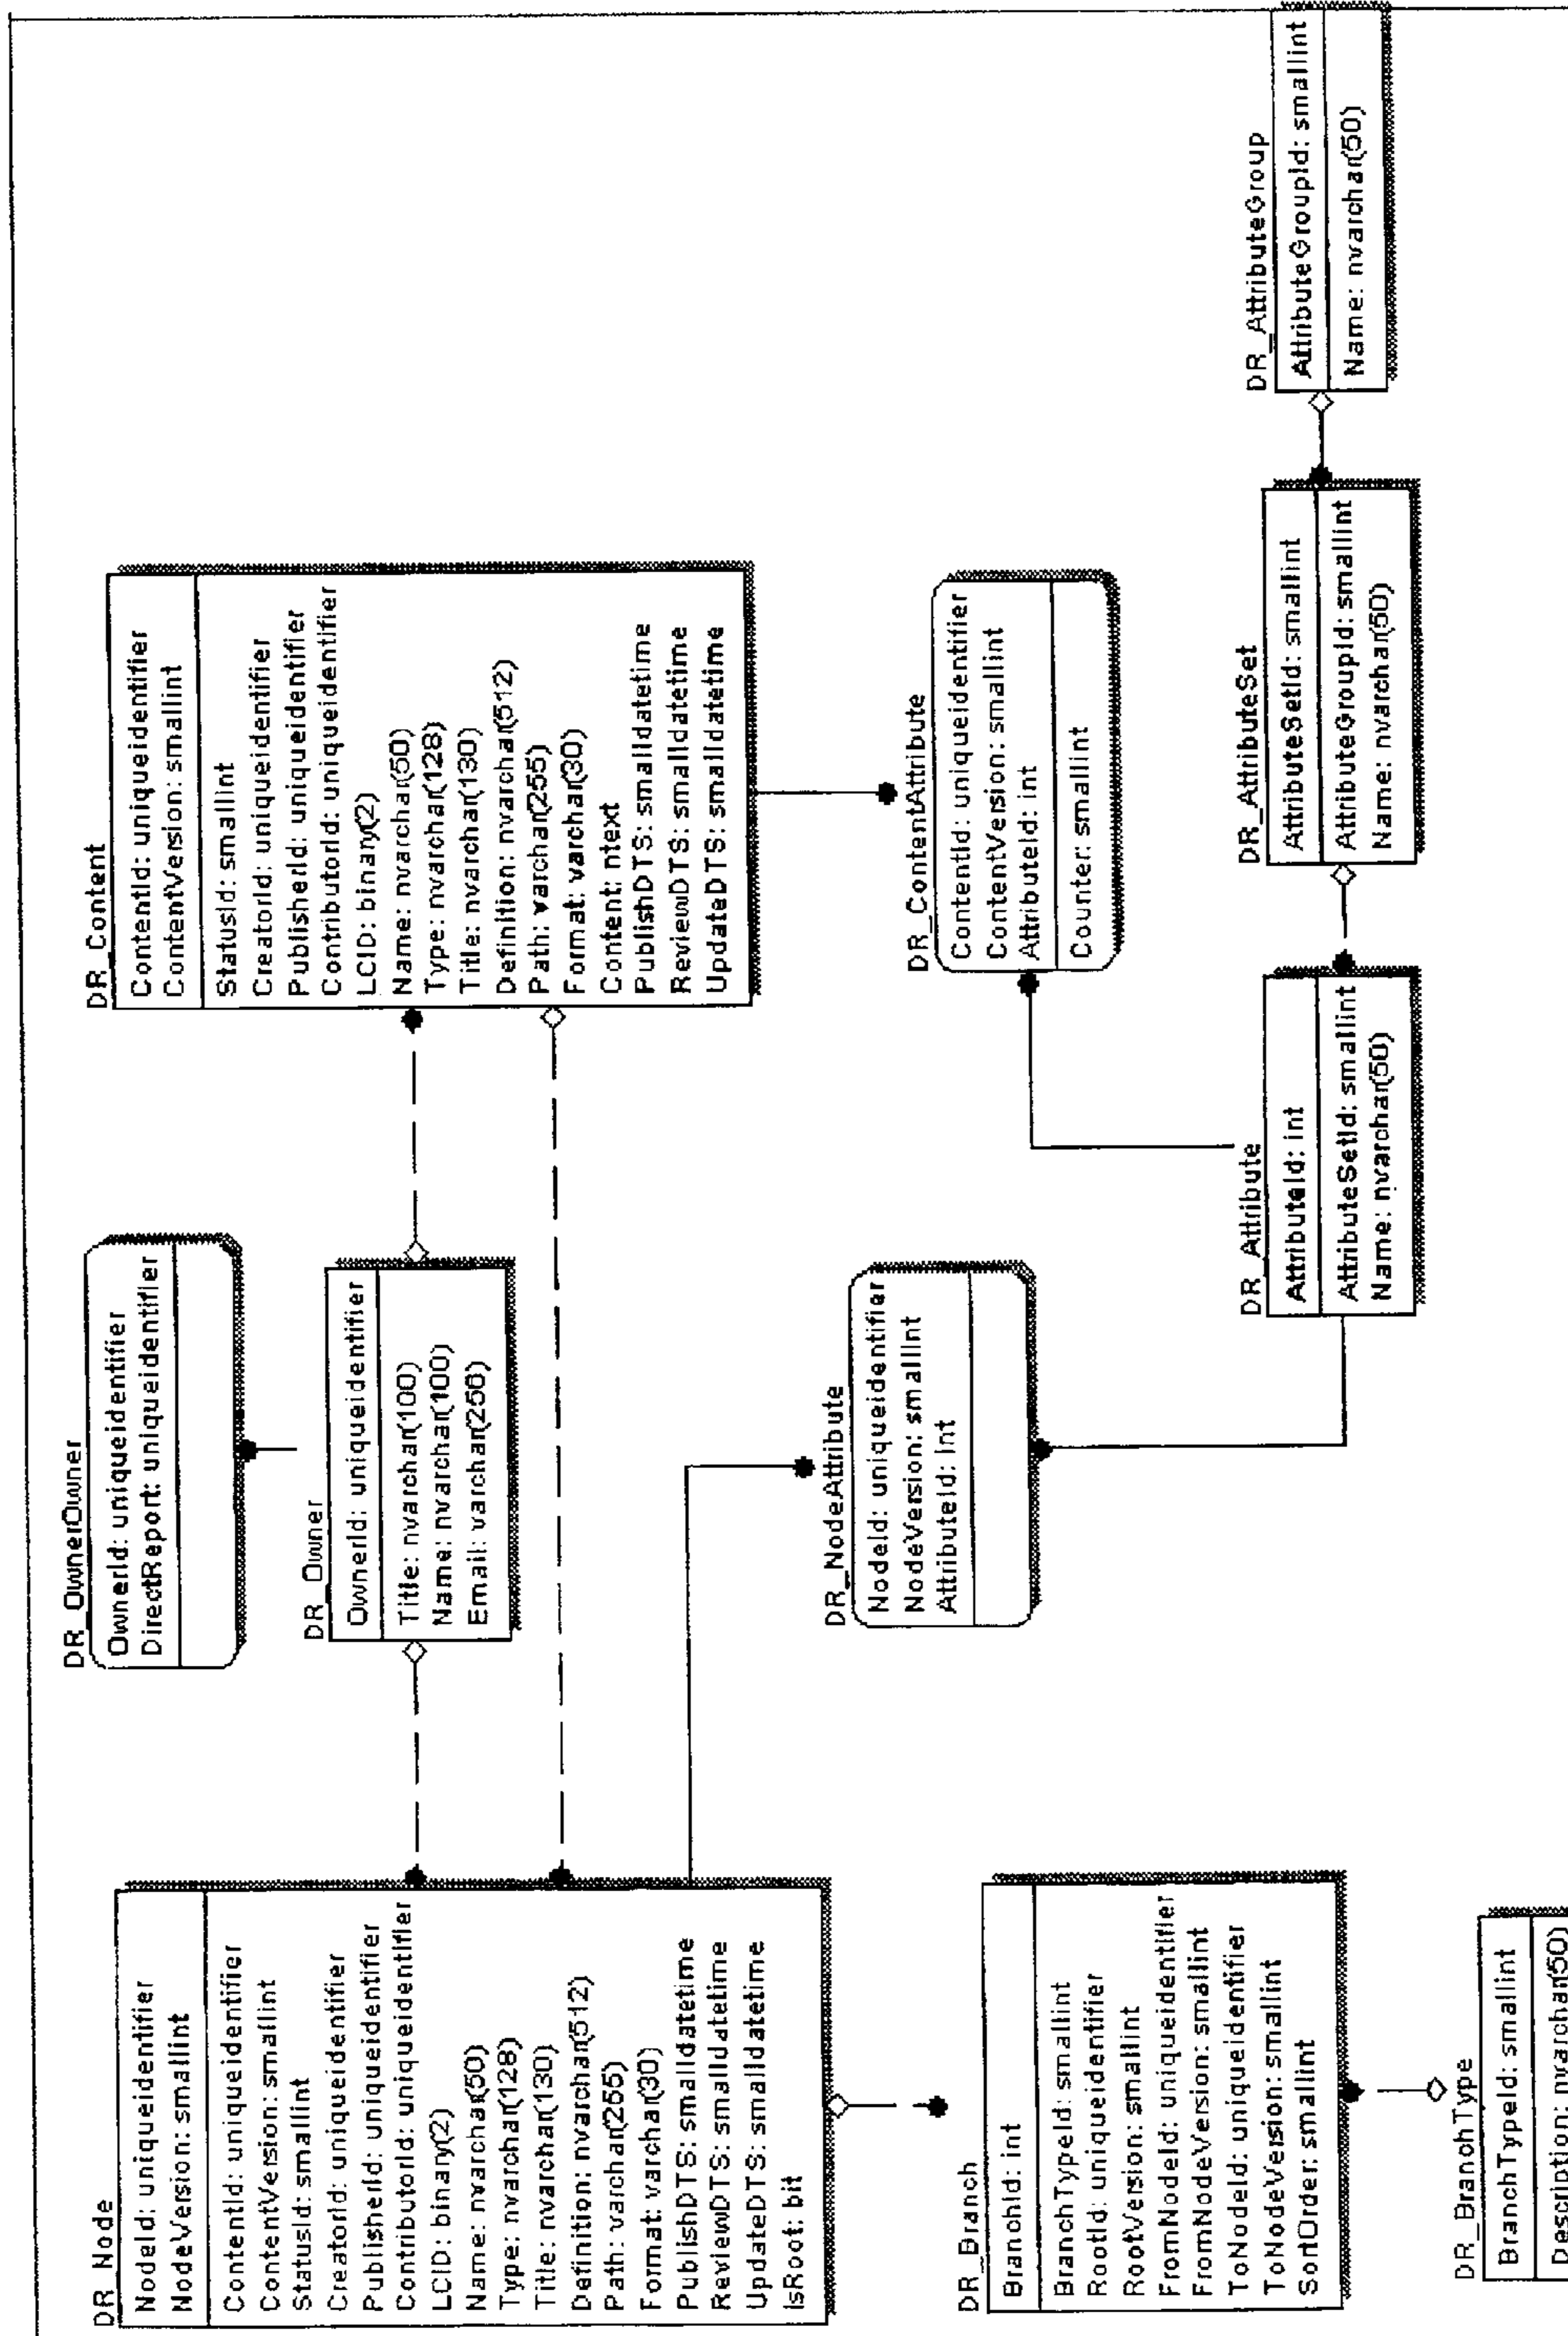 DR_Node
NodeId: uniqueidentifier
NodeVersion: smallint
ContentId: uniqueidentifier
ContentVersion: smallint
StatusId: smallint
CreatorId: uniqueidentifier
PublisherId: uniqueidentifier
ContributorId: uniqueidentifier
LCID: binary(2)
Name: nvarchar(50)
Type: nvarchar(128)
Title: nvarchar(130)
Definition: nvarchar(512)
Path: varchar(255)
Format: varchar(30)
PublishDTS: smalldatetime
ReviewDTS: smalldatetime
UpdateDTS: smalldatetime
IsRoot: bit
DR_OwnerOwner
OwnerId: uniqueidentifier
DirectReport: uniqueidentifier
DR_Owner
OwnerId: uniqueidentifier
Title: nvarchar(100)
Name: nvarchar(100)
Email: varchar(256)
DR_Content
ContentId: uniqueidentifier
ContentVersion: smallint
StatusId: smallint
CreatorId: uniqueidentifier
PublisherId: uniqueidentifier
ContributorId: uniqueidentifier
LCID: binary(2)
Name: nvarchar(50)
Type: nvarchar(128)
Title: nvarchar(130)
Definition: nvarchar(512)
Path: varchar(255)
Format: varchar(30)
Content: ntext
PublishDTS: smalldatetime
ReviewDTS: smalldatetime
UpdateDTS: smalldatetime
DR_NodeAttribute
NodeId: uniqueidentifier
NodeVersion: smallint
AttributeId: int
DR_ContentAttribute
ContentId: uniqueidentifier
ContentVersion: smallint
AttributeId: int
Counter: smallint
DR_Branch
BranchId: int
BranchTypeId: smallint
RootId: uniqueidentifier
RootVersion: smallint
FromNodeId: uniqueidentifier
FromNodeVersion: smallint
ToNodeId: uniqueidentifier
ToNodeVersion: smallint
SortOrder: smallint
DR_Attribute
AttributeId: int
AttributeSetId: smallint
Name: nvarchar(50)
DR_AttributeSet
AttributeSetId: smallint
AttributeGroupId: smallint
Name: nvarchar(50)
DR_AttributeGroup
AttributeGroupId: smallint
Name: nvarchar(50)
DR_BranchType
BranchTypeId: smallint
Description: nvarchar(50)